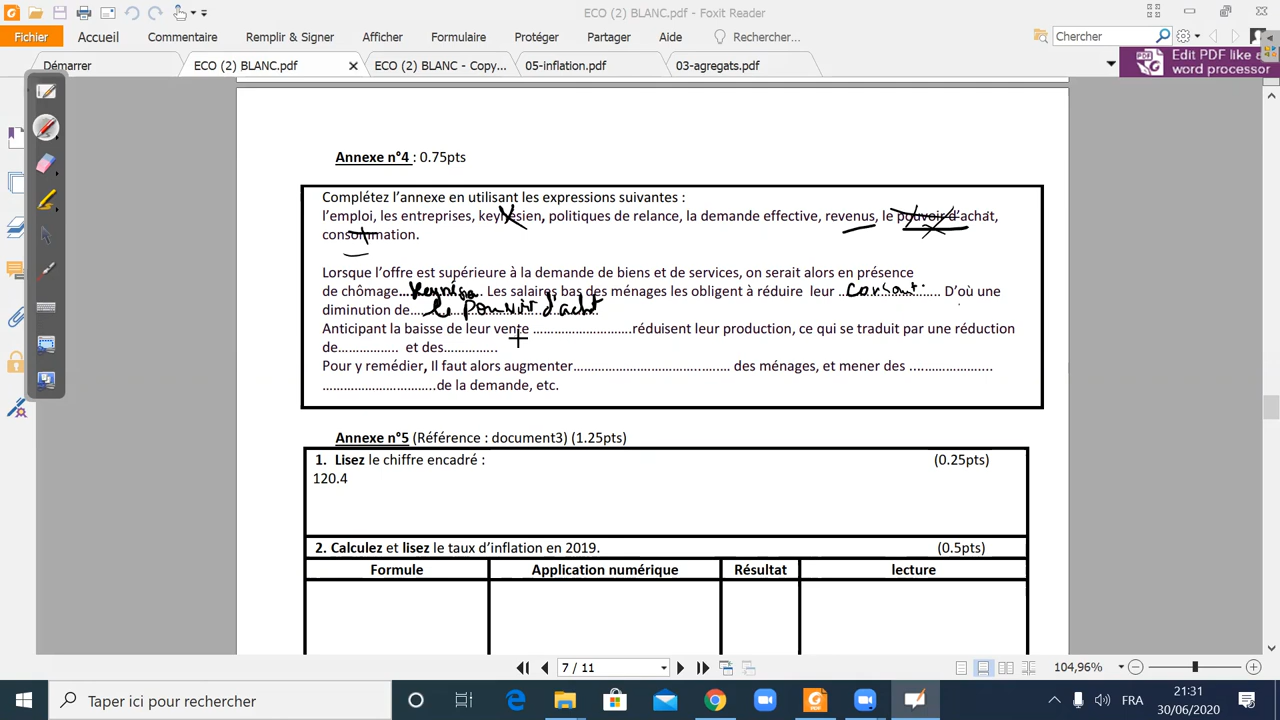 ECO (2) BLANC.pdf - Foxit Reader
Fichier Accueil Commentaire Remplir & Signer Afficher Formulaire Protéger Partager Aide Rechercher... Chercher
Démarrer ECO (2) BLANC.pdf ECO (2) BLANC - Copy... 05-inflation.pdf 03-agregats.pdf
Edit PDF like a
word processor
Annexe n°4 : 0.75pts
Complétez l’annexe en utilisant les expressions suivantes :
l’emploi, les entreprises, keynésien, politiques de relance, la demande effective, revenus, le pouvoir d’achat,
consommation.
Lorsque l’offre est supérieure à la demande de biens et de services, on serait alors en présence
de chômage... . Les salaires bas des ménages les obligent à réduire leur ... consout. ... D’où une
diminution de... le pouvoir d'acht
Anticipant la baisse de leur vente ..............................réduisent leur production, ce qui se traduit par une réduction
de................. et des...............
Pour y remédier, Il faut alors augmenter.......................................... des ménages, et mener des ........................
...............................de la demande, etc.
Annexe n°5 (Référence : document3) (1.25pts)
1. Lisez le chiffre encadré : (0.25pts)
120.4
2. Calculez et lisez le taux d’inflation en 2019. (0.5pts)
Formule Application numérique Résultat lecture
7 / 11 104,96%
Taper ici pour rechercher FRA 21:31
30/06/2020